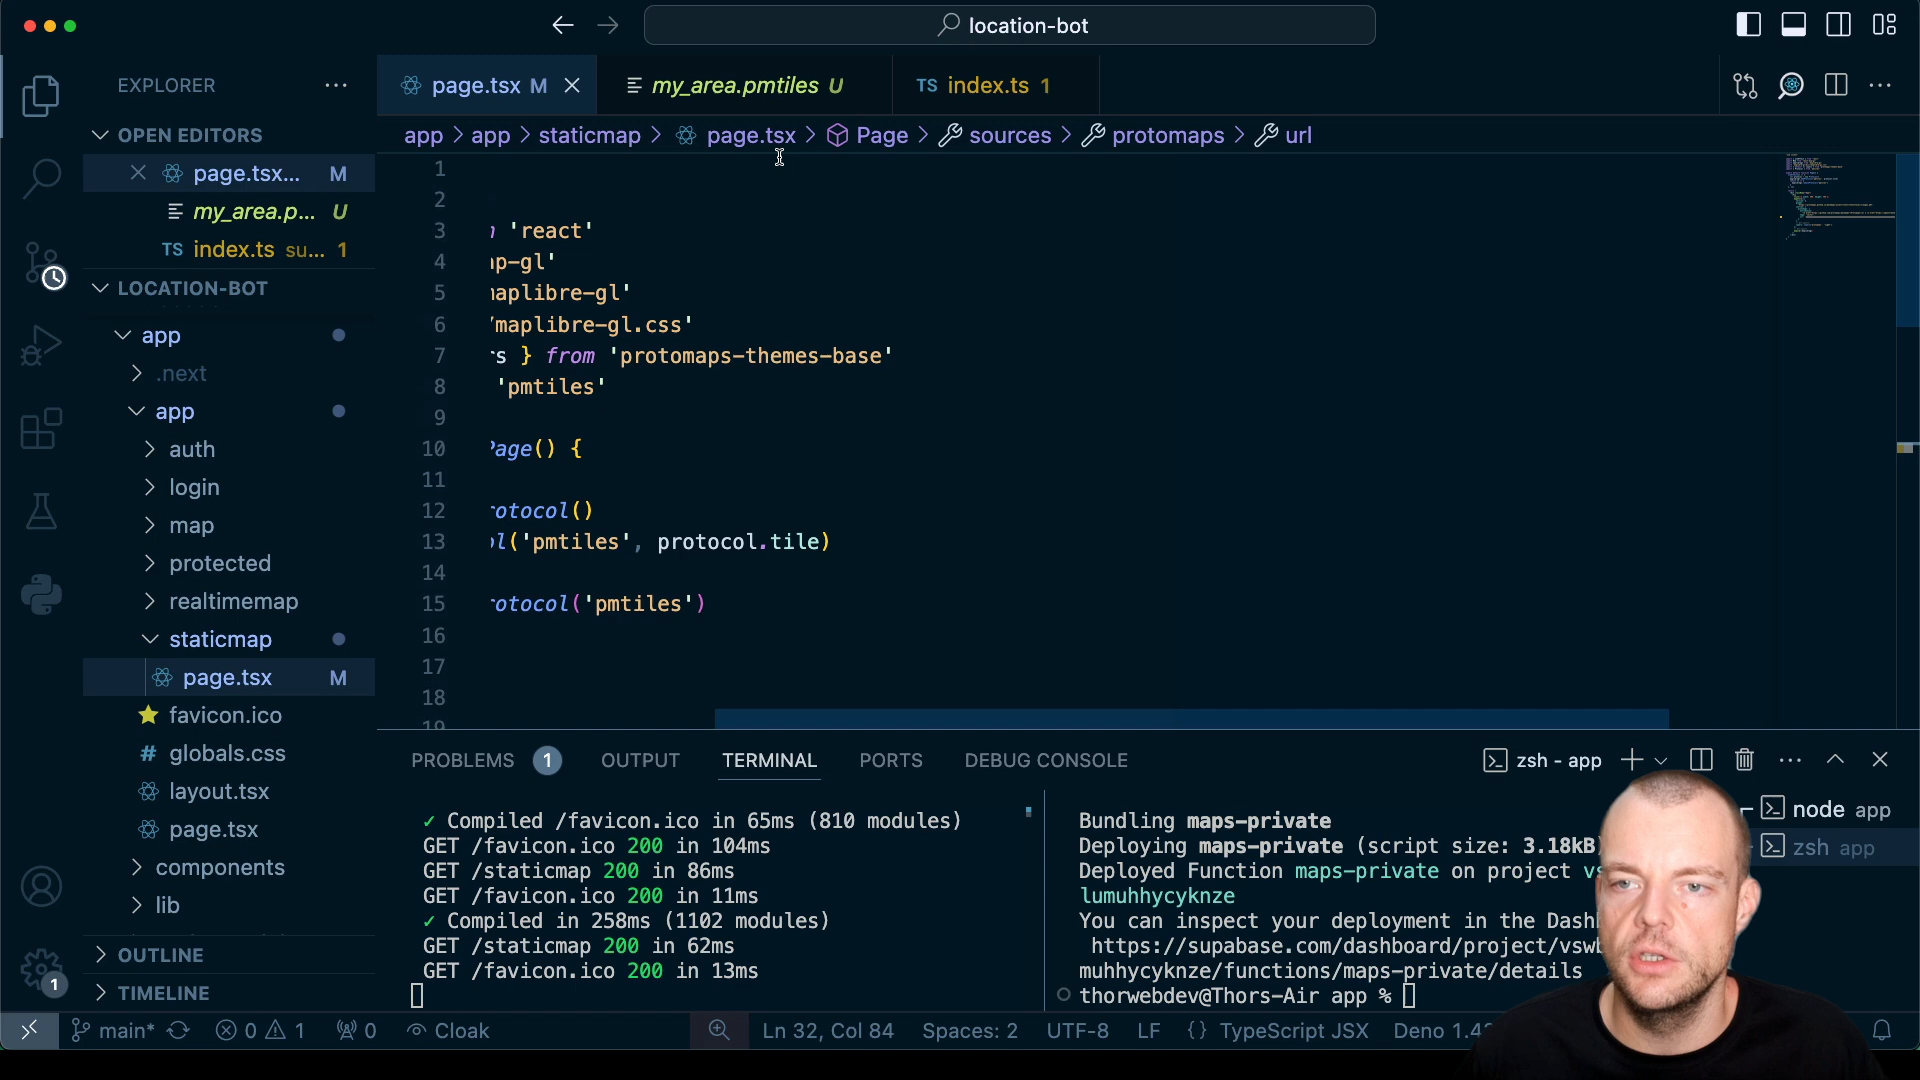 location-bot
EXPLORER
page.tsx M
my_area.pmtiles U
TS index.ts 1
OPEN EDITORS
app > app > staticmap > page.tsx > Page > sources > protomaps > url
page.tsx... M
my_area.p... U
TS index.ts su... 1
LOCATION-BOT
app
.next
app
auth
login
map
protected
realtimemap
staticmap
page.tsx M
favicon.ico
# globals.css
layout.tsx
page.tsx
components
lib
OUTLINE
TIMELINE
1
2
3 'react'
4 p-gl'
5 aplibre-gl'
6 'maplibre-gl.css'
7 s } from 'protomaps-themes-base'
8 'pmtiles'
9
10 Page() {
11
12 otocol()
13 l('pmtiles', protocol.tile)
14
15 otocol('pmtiles')
16
17
18
19
PROBLEMS 1 OUTPUT TERMINAL PORTS DEBUG CONSOLE
zsh - app
✓ Compiled /favicon.ico in 65ms (810 modules)
GET /favicon.ico 200 in 104ms
GET /staticmap 200 in 86ms
GET /favicon.ico 200 in 11ms
✓ Compiled in 258ms (1102 modules)
GET /staticmap 200 in 62ms
GET /favicon.ico 200 in 13ms
Bundling maps-private
Deploying maps-private (script size: 3.18kB)
Deployed Function maps-private on project vs
lumuhhycyknze
You can inspect your deployment in the Dash
https://supabase.com/dashboard/project/vsw
muhhycyknze/functions/maps-private/details
thorwebdev@Thors-Air app %
node app
zsh app
1
main* 0 1 0 Cloak Ln 32, Col 84 Spaces: 2 UTF-8 LF {} TypeScript JSX Deno 1.4